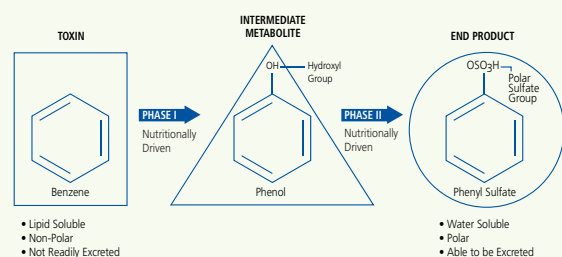 TOXIN
Benzene
• Lipid Soluble
• Non-Polar
• Not Readily Excreted
PHASE I
Nutritionally
Driven
INTERMEDIATE
METABOLITE
OH
Hydroxyl
Group
Phenol
PHASE II
Nutritionally
Driven
END PRODUCT
OSO3H
Polar
Sulfate
Group
Phenyl Sulfate
• Water Soluble
• Polar
• Able to be Excreted